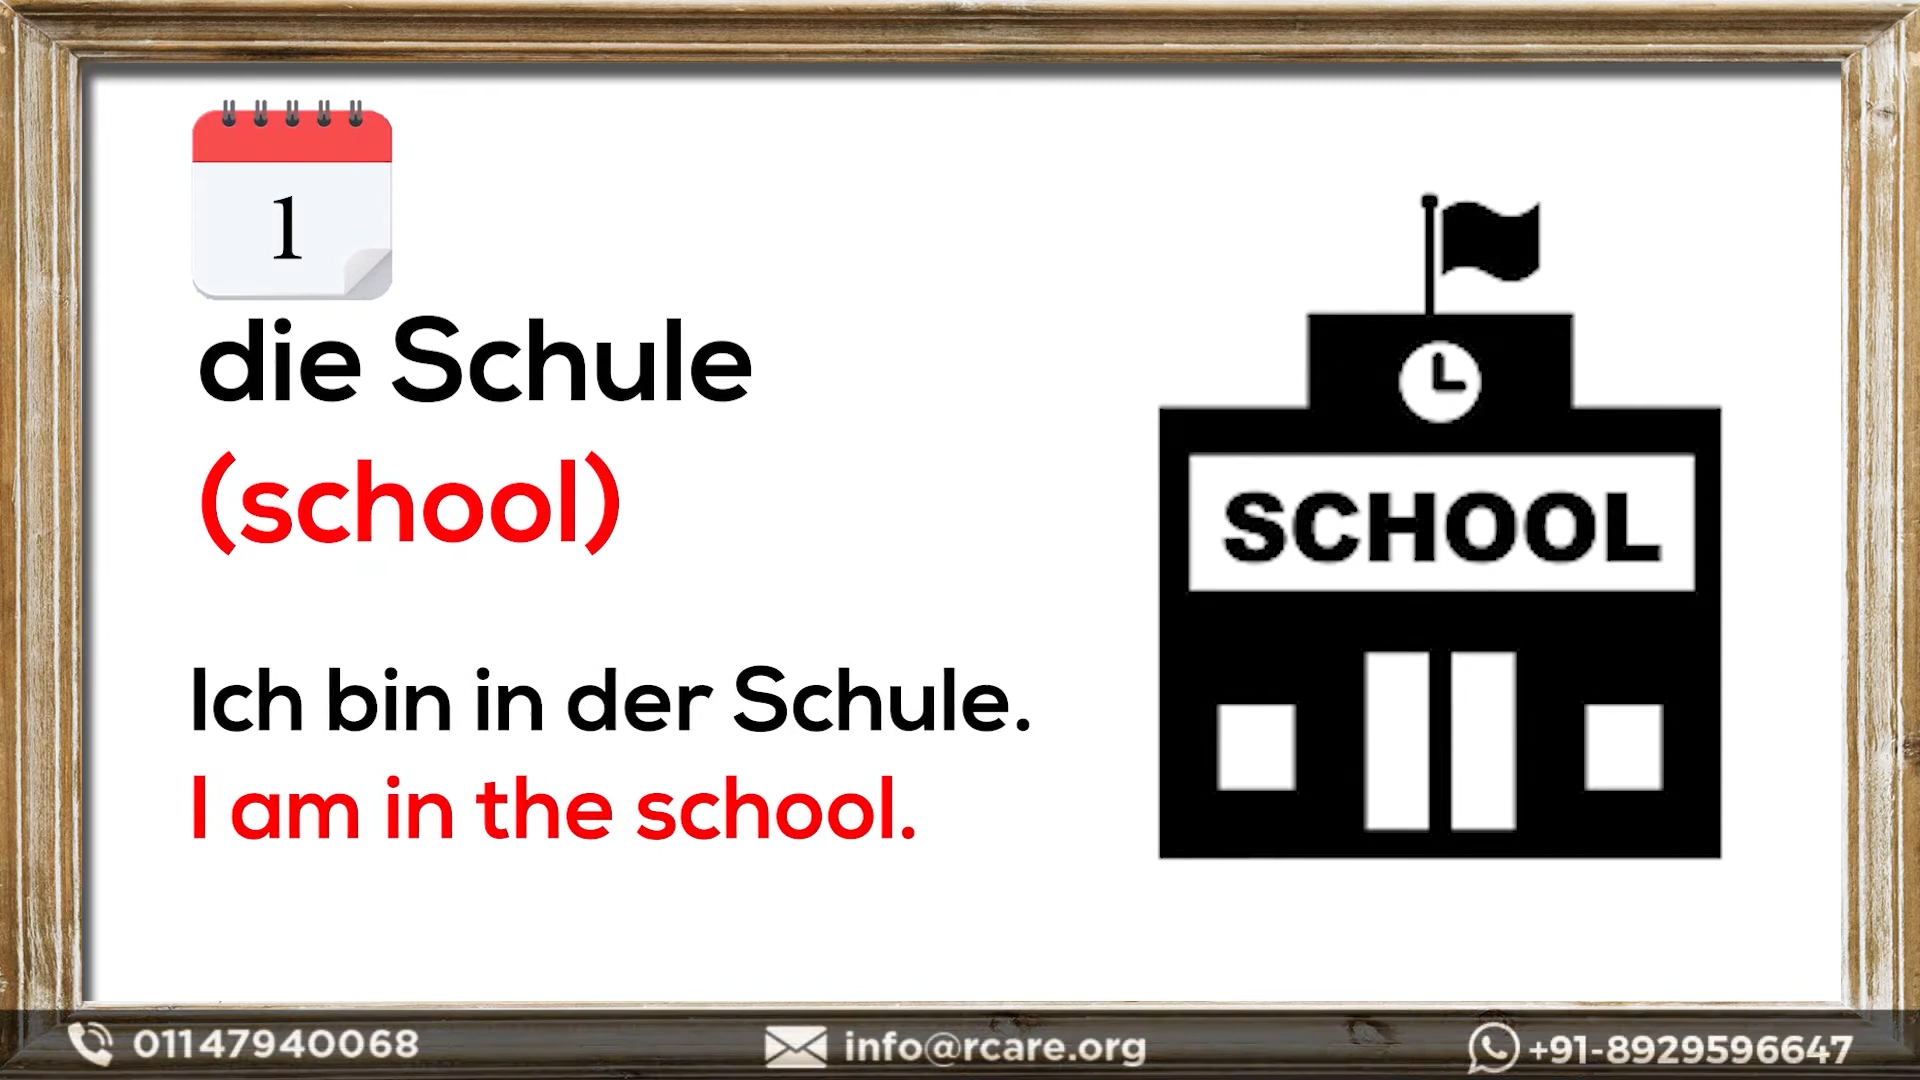 1
die Schule
(school)
Ich bin in der Schule.
I am in the school.
SCHOOL
01147940068
info@rcare.org
+91-8929596647